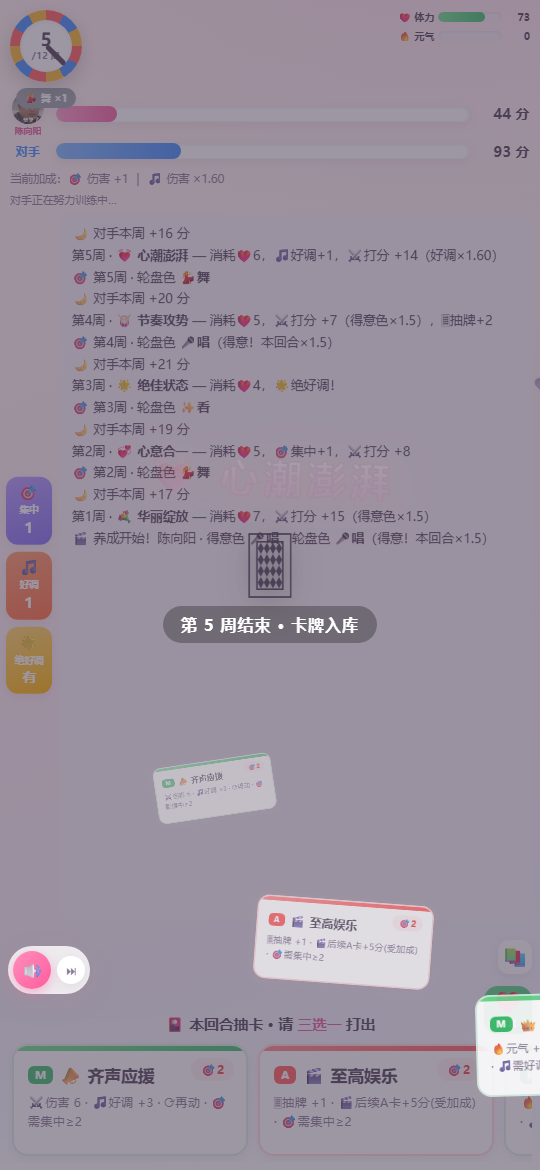 5
/12
体力 73
元气 0
舞 ×1
陈向阳
44 分
对手
93 分
当前加成: 伤害 +1 | 伤害 ×1.60
对手正在努力训练中...
对手本周 +16 分
第5周 · 心潮澎湃 — 消耗 6, 好调+1, 打分 +14（好调×1.60）
第5周 · 轮盘色 舞
对手本周 +20 分
第4周 · 节奏攻势 — 消耗 5, 打分 +7（得意色×1.5）, 抽牌+2
第4周 · 轮盘色 唱（得意！本回合×1.5）
对手本周 +21 分
第3周 · 绝佳状态 — 消耗 4, 绝好调!
第3周 · 轮盘色 看
对手本周 +19 分
第2周 · 心意合一 — 消耗 5, 集中+1, 打分 +8
第2周 · 轮盘色 舞
心潮澎湃
对手本周 +17 分
第1周 · 华丽绽放 — 消耗 7, 打分 +15（得意色×1.5）
养成开始！陈向阳 · 得意色 唱 轮盘色 唱（得意！本回合×1.5）
集中
1
好调
1
绝好调
有
第 5 周结束 • 卡牌入库
M 齐声应援 2
伤害 6 · 好调 +3 · 再动 ·
需集中≥2
A 至高娱乐 2
抽牌 +1 · 后续A卡+5分(受加成)
· 需集中≥2
M
元气 +
· 需好调
本回合抽卡 • 请 三选一 打出
M 齐声应援 2
伤害 6 · 好调 +3 · 再动 ·
需集中≥2
A 至高娱乐 2
抽牌 +1 · 后续A卡+5分(受加成)
· 需集中≥2